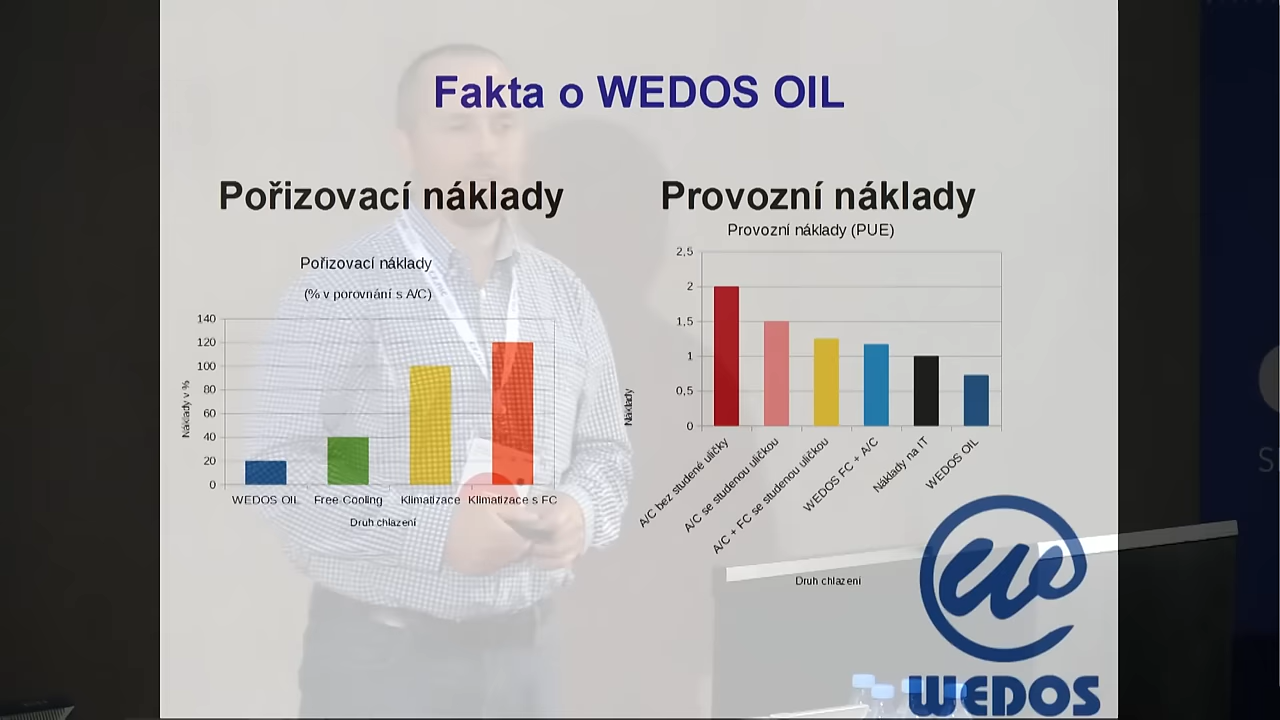 Fakta o WEDOS OIL
Pořizovací náklady
Pořizovací náklady
(% v porovnání s A/C)
140
120
100
80
60
40
20
0
Náklady v %
WEDOS OIL
Free Cooling
Klimatizace
Klimatizace s FC
Druh chlazení
Provozní náklady
Provozní náklady (PUE)
2,5
2
1,5
1
0,5
0
Náklady
A/C bez studené uličky
A/C se studenou uličkou
A/C + FC se studenou uličkou
WEDOS FC + A/C
Náklady na IT
WEDOS OIL
Druh chlazení
WEDOS